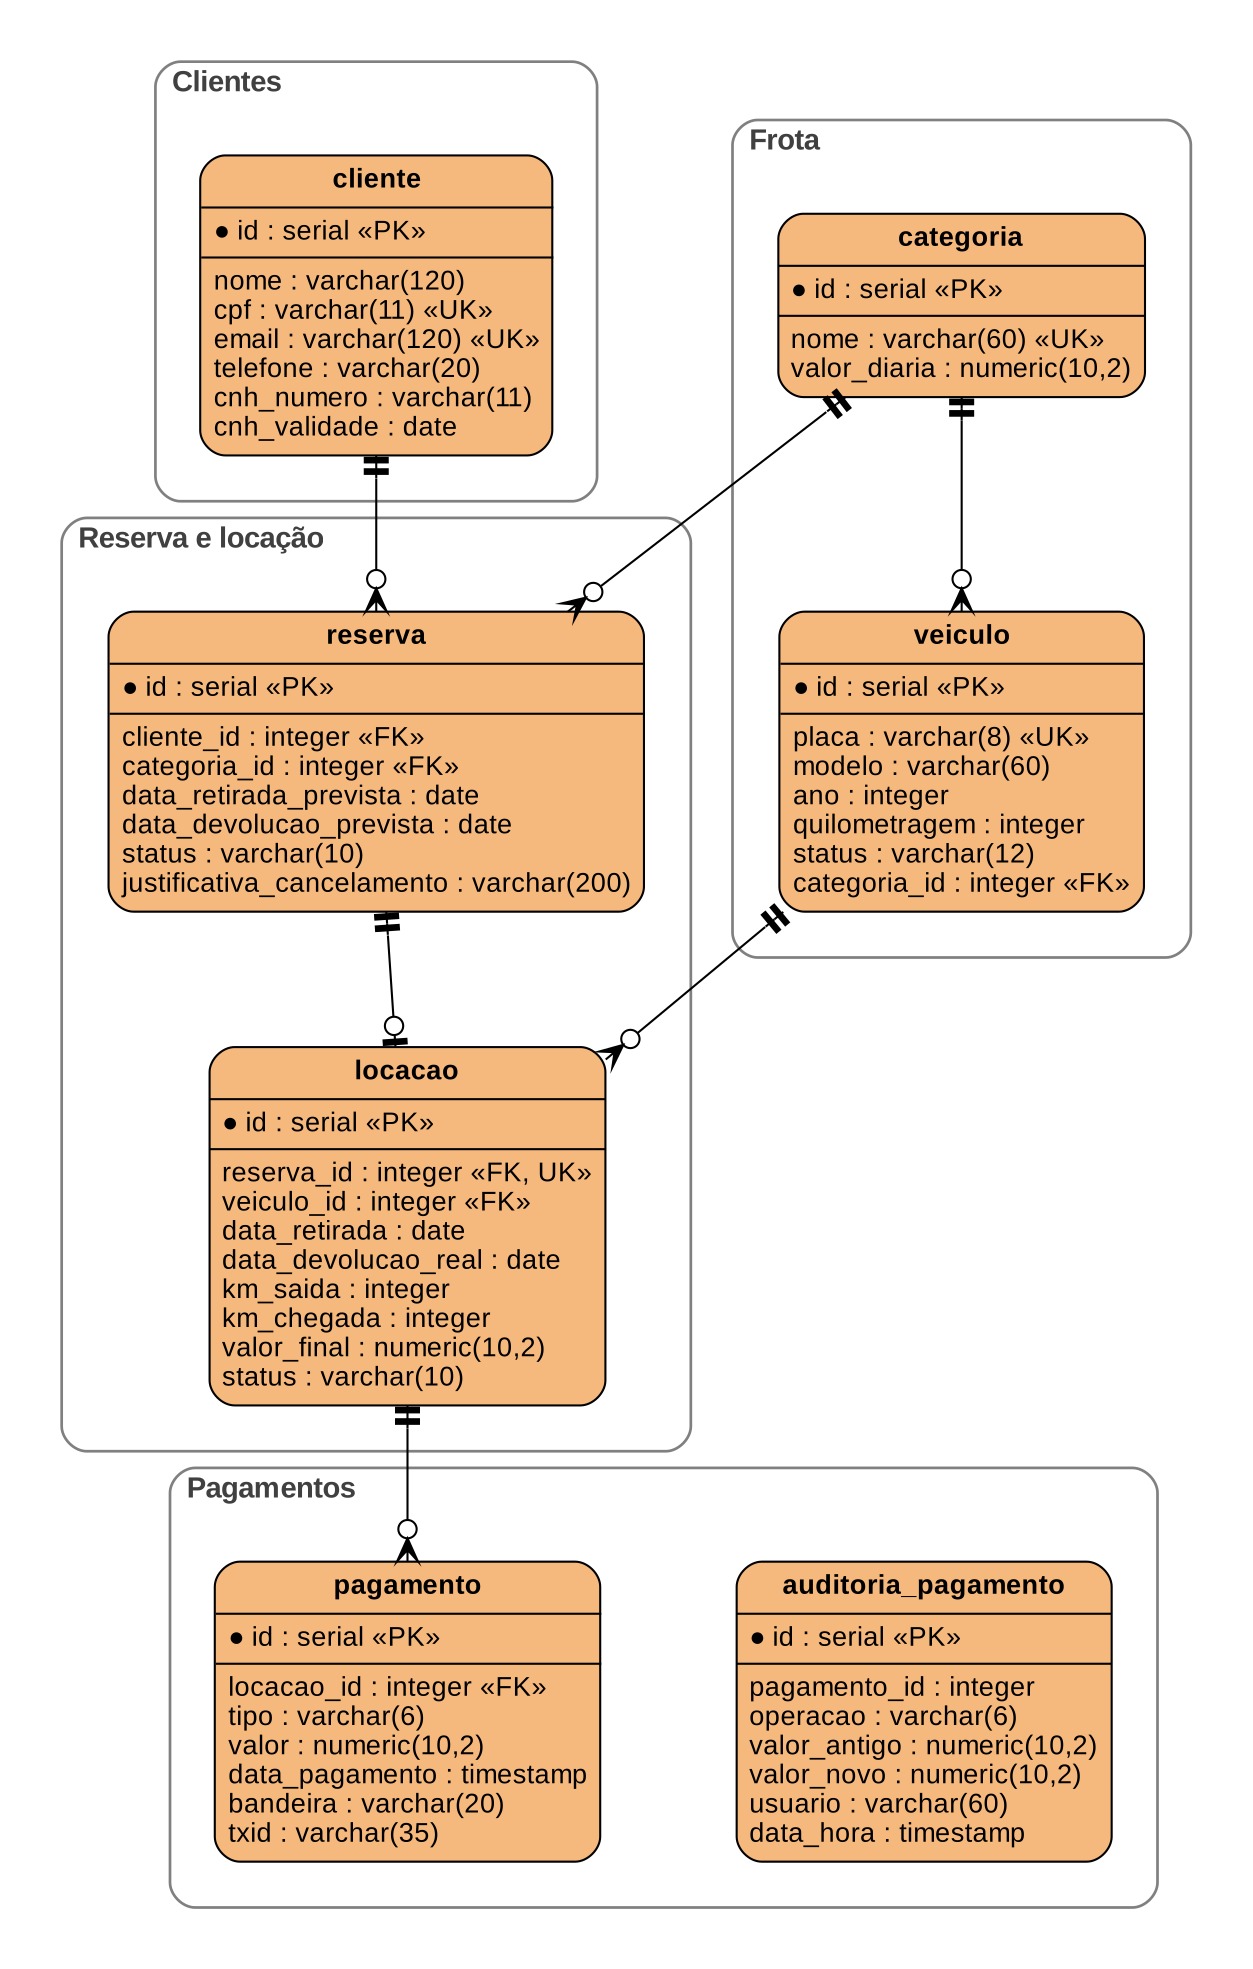 Clientes
cliente
● id : serial «PK»
nome : varchar(120)
cpf : varchar(11) «UK»
email : varchar(120) «UK»
telefone : varchar(20)
cnh_numero : varchar(11)
cnh_validade : date
Frota
categoria
● id : serial «PK»
nome : varchar(60) «UK»
valor_diaria : numeric(10,2)
Reserva e locação
reserva
● id : serial «PK»
cliente_id : integer «FK»
categoria_id : integer «FK»
data_retirada_prevista : date
data_devolucao_prevista : date
status : varchar(10)
justificativa_cancelamento : varchar(200)
veiculo
● id : serial «PK»
placa : varchar(8) «UK»
modelo : varchar(60)
ano : integer
quilometragem : integer
status : varchar(12)
categoria_id : integer «FK»
locacao
● id : serial «PK»
reserva_id : integer «FK, UK»
veiculo_id : integer «FK»
data_retirada : date
data_devolucao_real : date
km_saida : integer
km_chegada : integer
valor_final : numeric(10,2)
status : varchar(10)
Pagamentos
pagamento
● id : serial «PK»
locacao_id : integer «FK»
tipo : varchar(6)
valor : numeric(10,2)
data_pagamento : timestamp
bandeira : varchar(20)
txid : varchar(35)
auditoria_pagamento
● id : serial «PK»
pagamento_id : integer
operacao : varchar(6)
valor_antigo : numeric(10,2)
valor_novo : numeric(10,2)
usuario : varchar(60)
data_hora : timestamp